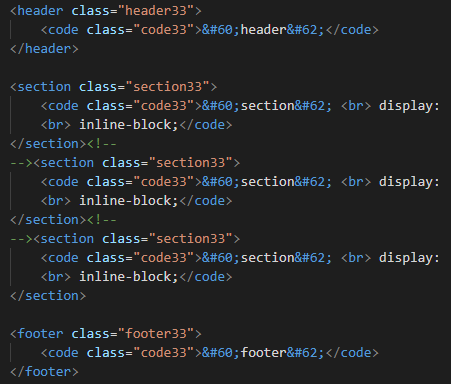 <header class="header33">
    <code class="code33">&#60;header&#62;</code>
</header>

<section class="section33">
    <code class="code33">&#60;section&#62; <br> display:
    <br> inline-block;</code>
</section><!--
--><section class="section33">
    <code class="code33">&#60;section&#62; <br> display:
    <br> inline-block;</code>
</section><!--
--><section class="section33">
    <code class="code33">&#60;section&#62; <br> display:
    <br> inline-block;</code>
</section>

<footer class="footer33">
    <code class="code33">&#60;footer&#62;</code>
</footer>